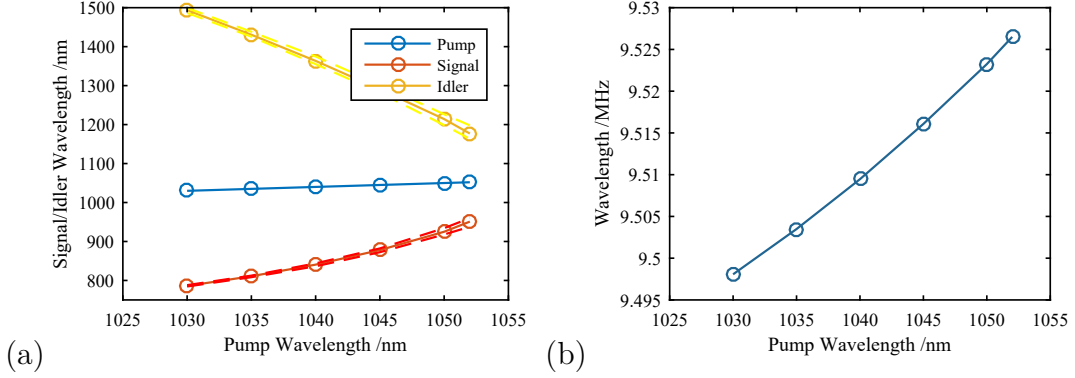 1500
1400
1300
1200
1100
1000
900
800
Signal/Idler Wavelength /nm
Pump
Signal
Idler
1025 1030 1035 1040 1045 1050 1055
Pump Wavelength /nm
(a)
9.53
9.525
9.52
9.515
9.51
9.505
9.5
9.495
Wavelength /MHz
1025 1030 1035 1040 1045 1050 1055
Pump Wavelength /nm
(b)